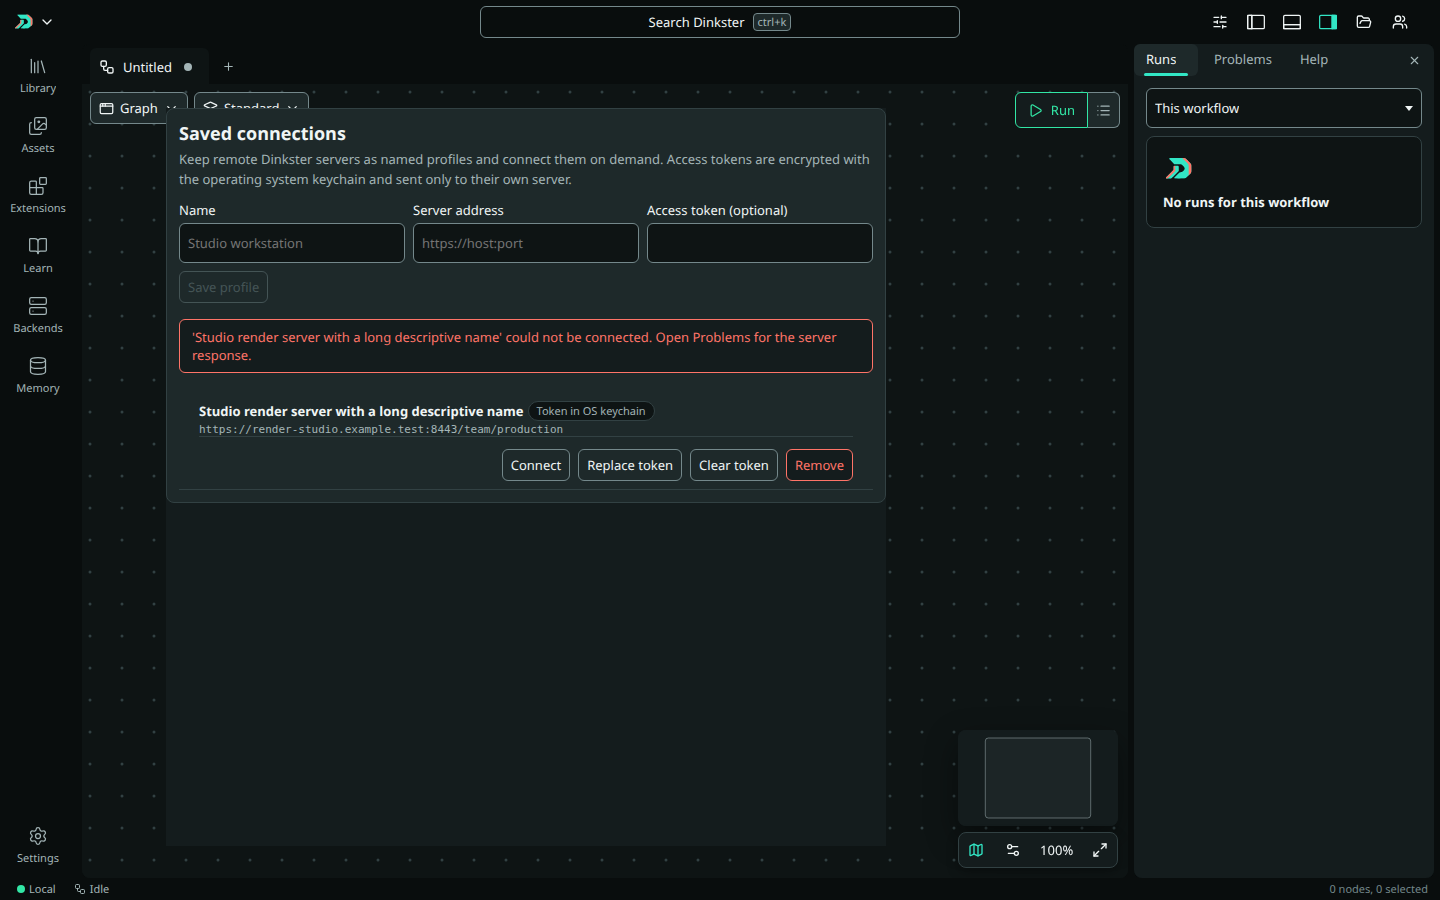 Search Dinkster ctrl+k
Library
Assets
Extensions
Learn
Backends
Memory
Settings
Untitled
Graph
Standard
Run
Saved connections
Keep remote Dinkster servers as named profiles and connect them on demand. Access tokens are encrypted with
the operating system keychain and sent only to their own server.
Name Server address Access token (optional)
Studio workstation https://host:port
Save profile
'Studio render server with a long descriptive name' could not be connected. Open Problems for the server
response.
Studio render server with a long descriptive name Token in OS keychain
https://render-studio.example.test:8443/team/production
Connect Replace token Clear token Remove
100%
Runs Problems Help
This workflow
No runs for this workflow
Local Idle
0 nodes, 0 selected